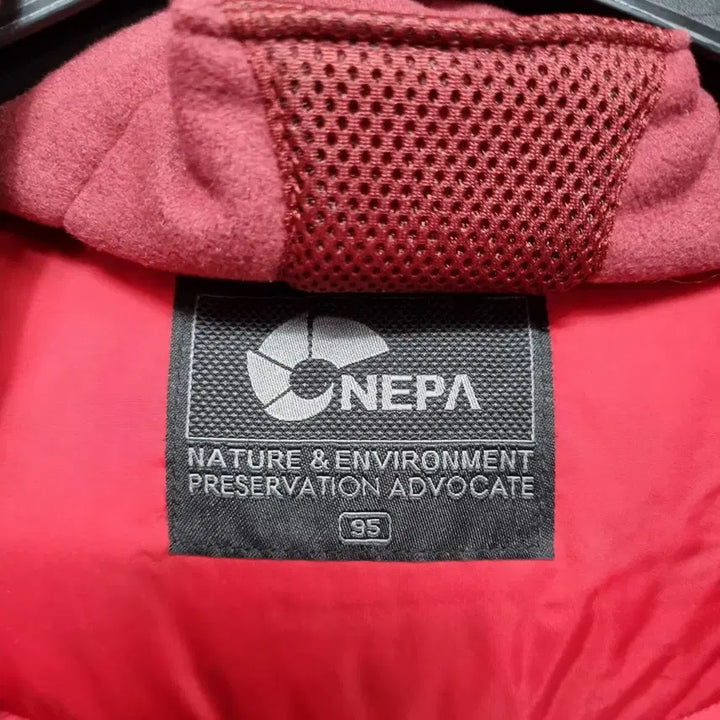 NEPA
NATURE & ENVIRONMENT
PRESERVATION ADVOCATE
95